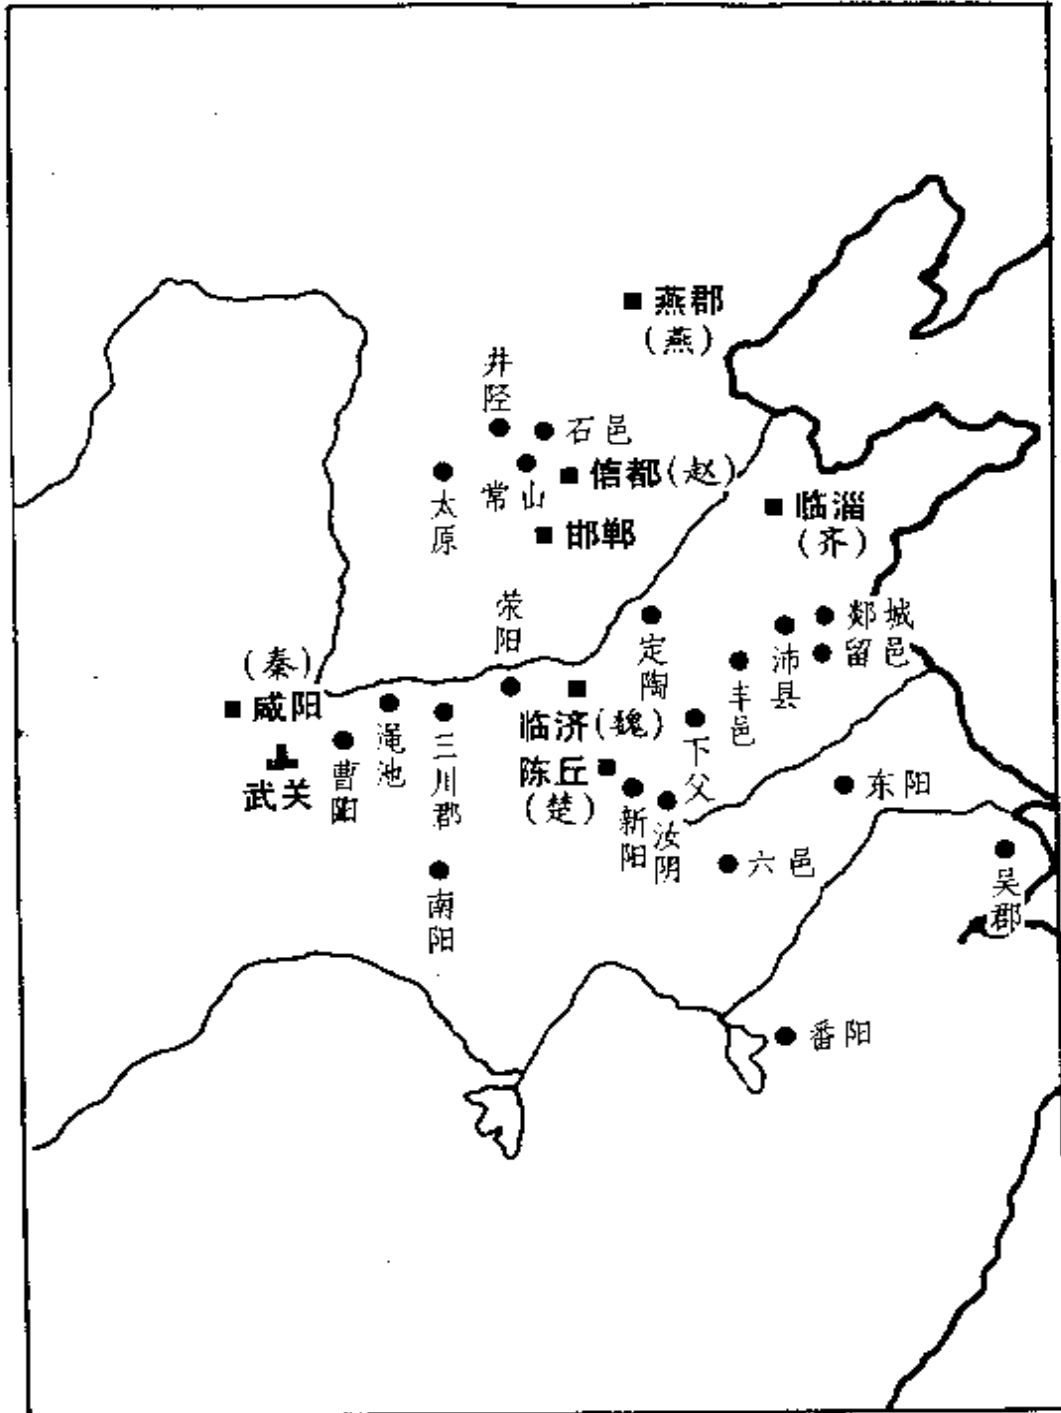 燕郡
(燕)
井陉
石邑
信都(赵)
常山
太原
邯郸
临淄
(齐)
荥阳
定陶
沛县
郯城
留邑
丰邑
(秦)
咸阳
武关
曹阳
渑池
三川郡
临济(魏)
陈丘
(楚)
下父
新阳
汝阴
东阳
六邑
吴郡
南阳
番阳